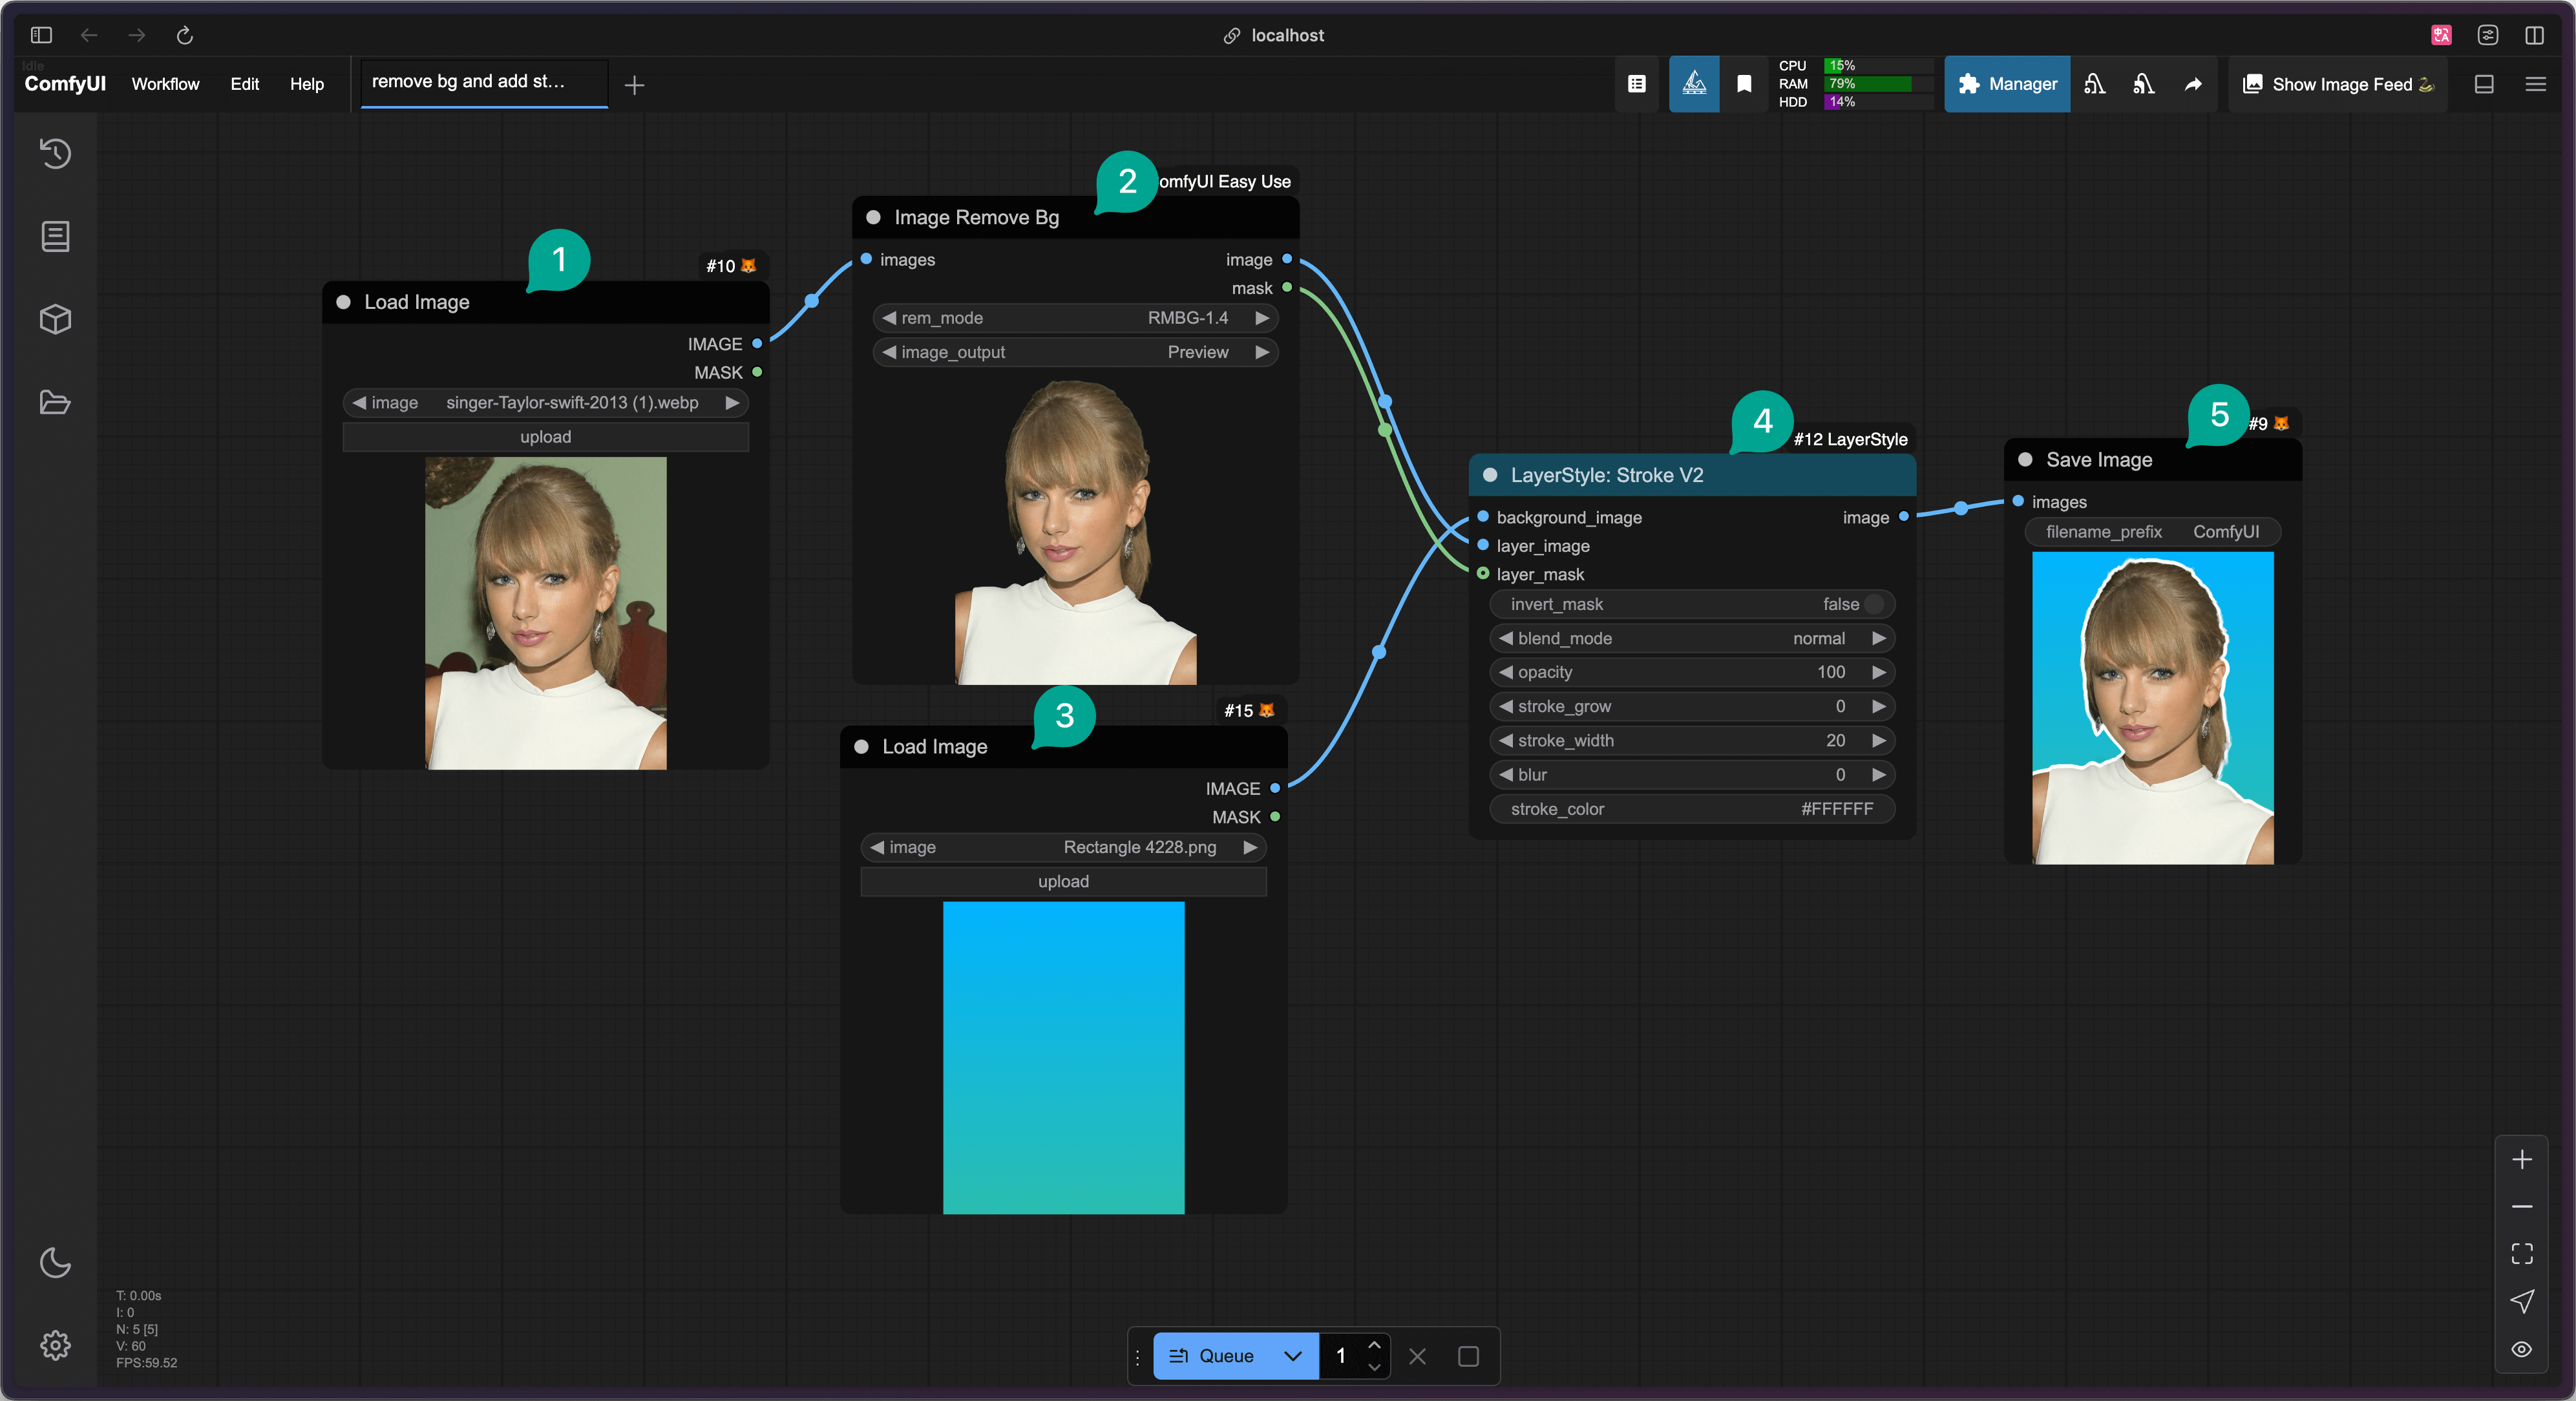 localhost
Idle
ComfyUI Workflow Edit Help
remove bg and add st...
CPU 15%
RAM 79%
HDD 14%
Manager
Show Image Feed
1
#10
Load Image
IMAGE
MASK
image singer-Taylor-swift-2013 (1).webp
upload
2
omfyUI Easy Use
Image Remove Bg
images image
mask
rem_mode RMBG-1.4
image_output Preview
3
#15
Load Image
IMAGE
MASK
image Rectangle 4228.png
upload
4
#12 LayerStyle
LayerStyle: Stroke V2
background_image image
layer_image
layer_mask
invert_mask false
blend_mode normal
opacity 100
stroke_grow 0
stroke_width 20
blur 0
stroke_color #FFFFFF
5
#9
Save Image
images
filename_prefix ComfyUI
T: 0.00s
I: 0
N: 5 [5]
V: 60
FPS:59.52
Queue 1